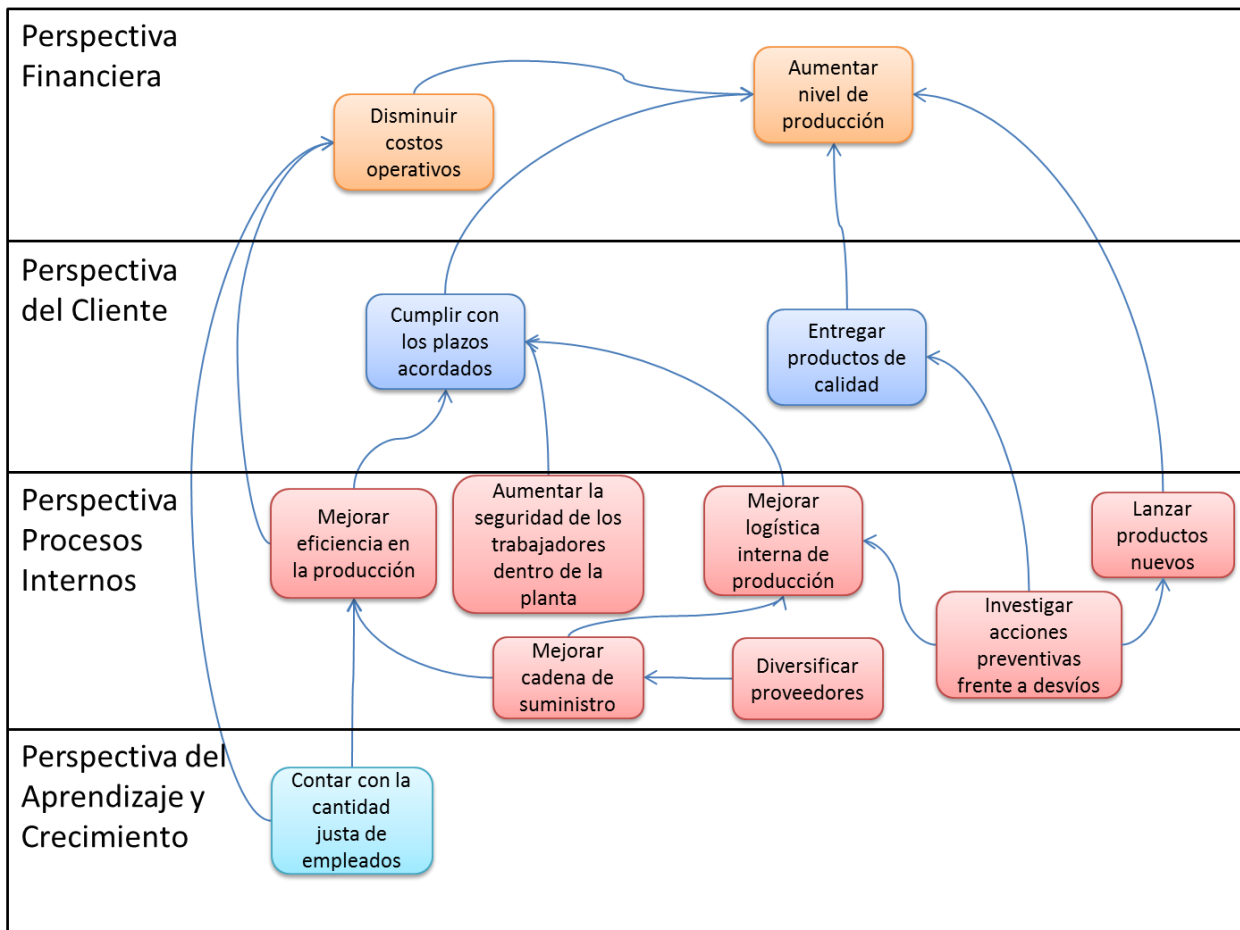 Perspectiva
Financiera
Disminuir
costos
operativos
Aumentar
nivel de
producción
Perspectiva
del Cliente
Cumplir con
los plazos
acordados
Entregar
productos de
calidad
Perspectiva
Procesos
Internos
Mejorar
eficiencia en
la producción
Aumentar la
seguridad de los
trabajadores
dentro de la
planta
Mejorar
logística
interna de
producción
Lanzar
productos
nuevos
Investigar
acciones
preventivas
frente a desvíos
Mejorar
cadena de
suministro
Diversificar
proveedores
Perspectiva del
Aprendizaje y
Crecimiento
Contar con la
cantidad
justa de
empleados